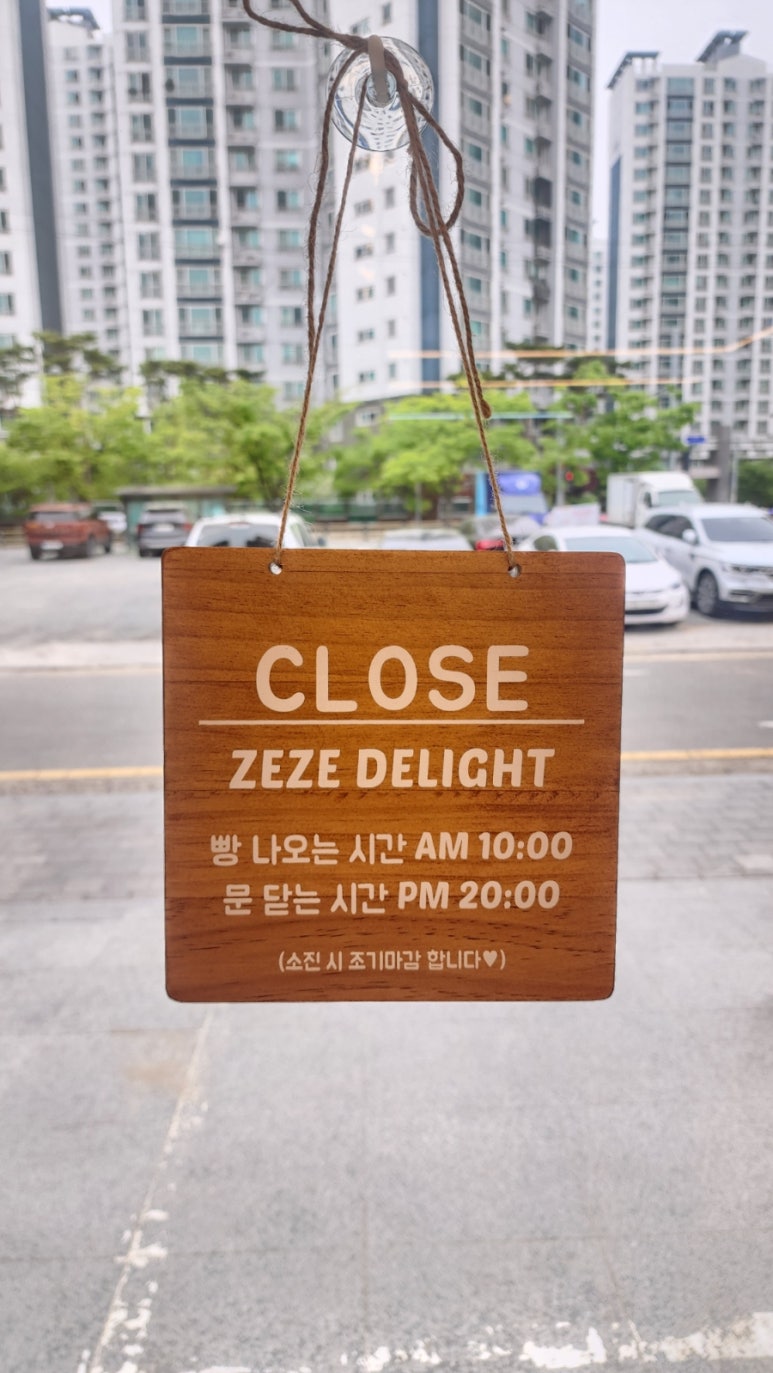 CLOSE
ZEZE DELIGHT
빵 나오는 시간 AM 10:00
문 닫는 시간 PM 20:00
(소진 시 조기마감 합니다♥)